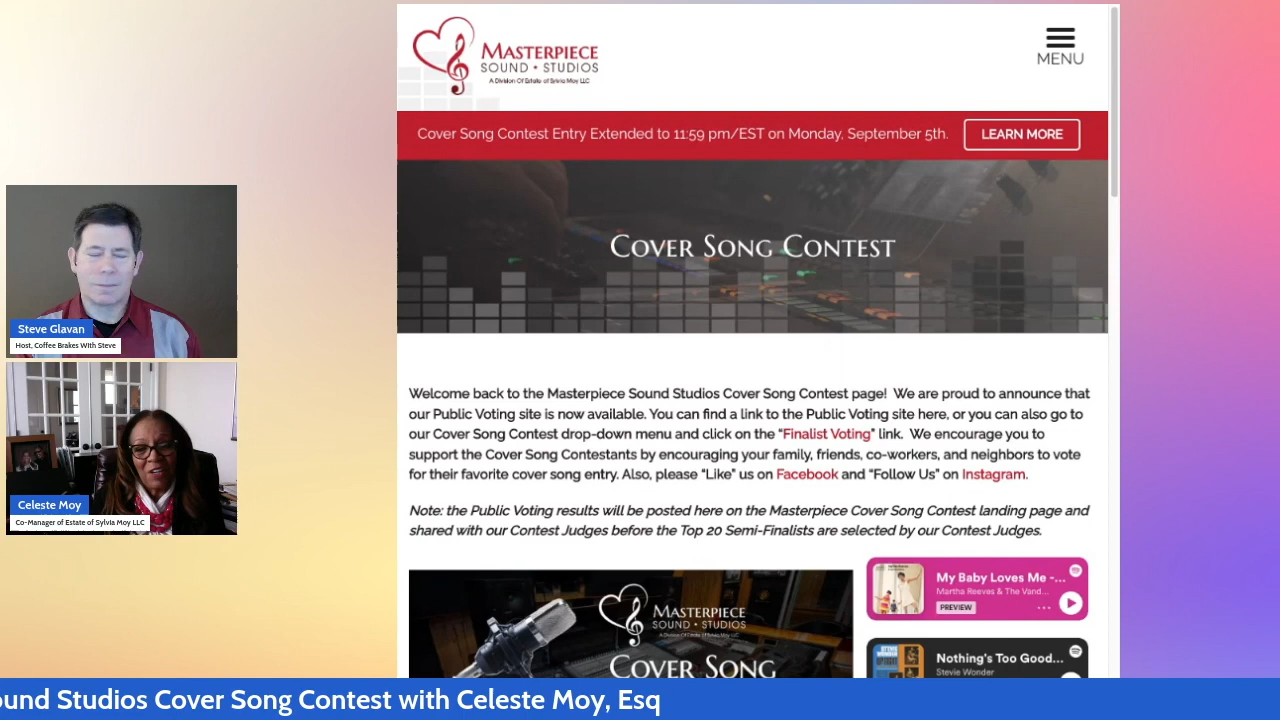 MASTERPIECE
SOUND • STUDIOS
A Division Of Estate of Sylvia Moy LLC
MENU
Cover Song Contest Entry Extended to 11:59 pm/EST on Monday, September 5th.
LEARN MORE
COVER SONG CONTEST
Steve Glavan
Host, Coffee Brakes With Steve
Celeste Moy
Co-Manager of Estate of Sylvia Moy LLC
Welcome back to the Masterpiece Sound Studios Cover Song Contest page! We are proud to announce that
our Public Voting site is now available. You can find a link to the Public Voting site here, or you can also go to
our Cover Song Contest drop-down menu and click on the “Finalist Voting” link. We encourage you to
support the Cover Song Contestants by encouraging your family, friends, co-workers, and neighbors to vote
for their favorite cover song entry. Also, please “Like” us on Facebook and “Follow Us” on Instagram.
Note: the Public Voting results will be posted here on the Masterpiece Cover Song Contest landing page and
shared with our Contest Judges before the Top 20 Semi-Finalists are selected by our Contest Judges.
MASTERPIECE
SOUND • STUDIOS
A Division Of Estate of Sylvia Moy LLC
COVER SONG
My Baby Loves Me -...
Martha Reeves & The Vand...
PREVIEW
Nothing's Too Good...
Stevie Wonder
ound Studios Cover Song Contest with Celeste Moy, Esq